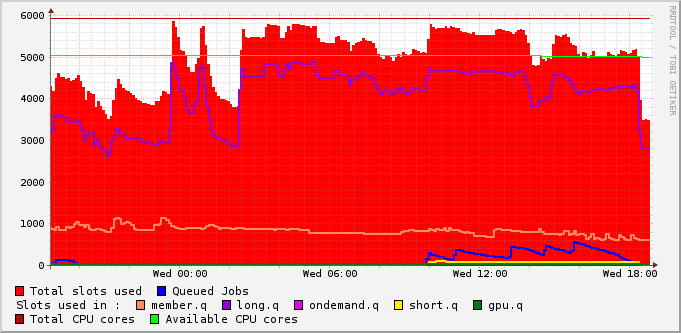 6000
5000
4000
3000
2000
1000
0
Wed 00:00 Wed 06:00 Wed 12:00 Wed 18:00
RRDTOOL / TOBI OETIKER
Total slots used Queued Jobs
Slots used in : member.q long.q ondemand.q short.q gpu.q
Total CPU cores Available CPU cores